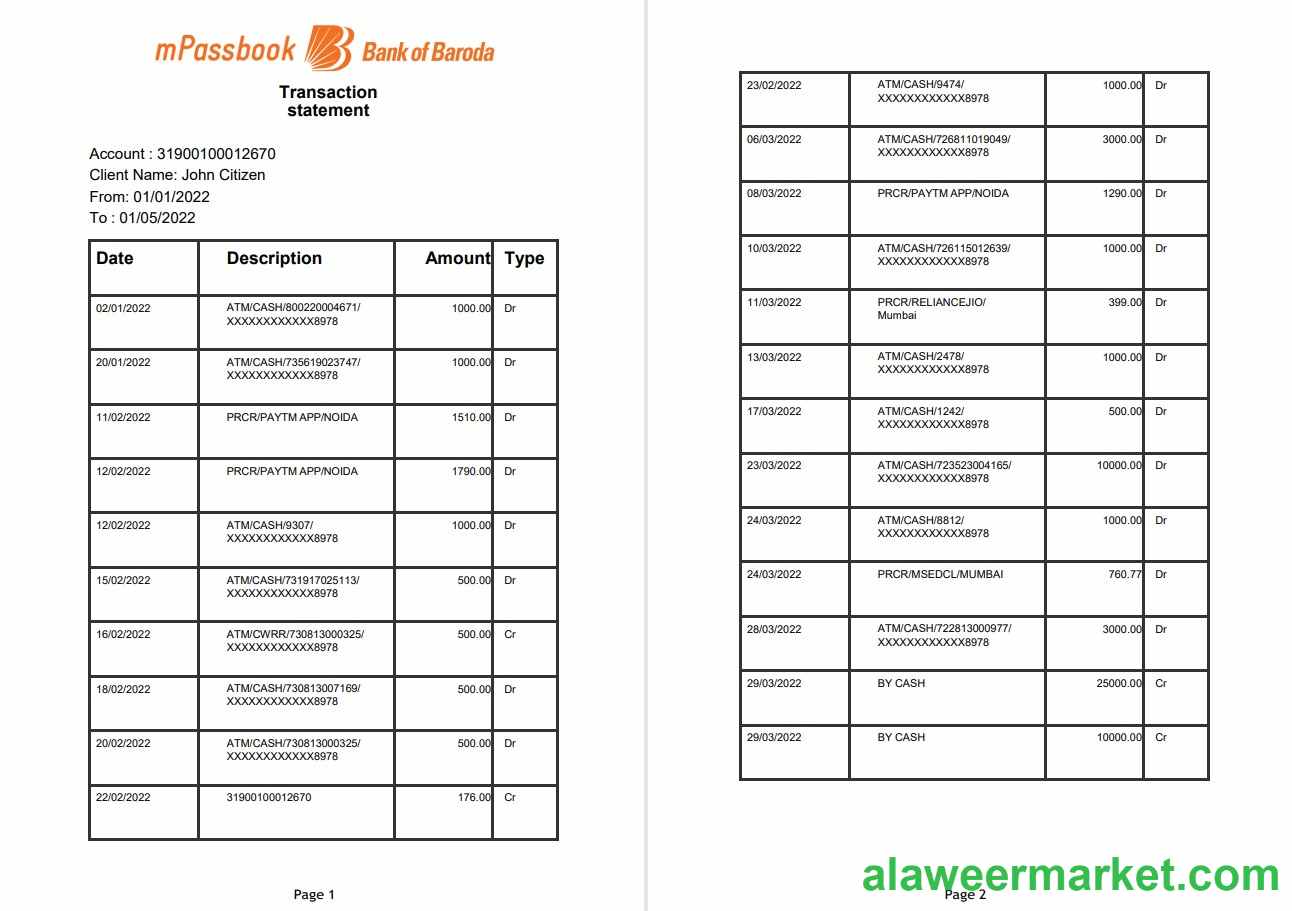 mPassbook Bank of Baroda
Transaction
statement
Account : 31900100012670
Client Name: John Citizen
From: 01/01/2022
To : 01/05/2022
Date Description Amount Type
02/01/2022 ATM/CASH/800220004671/ 1000.00 Dr
XXXXXXXXXXXX8978
20/01/2022 ATM/CASH/735619023747/ 1000.00 Dr
XXXXXXXXXXXX8978
11/02/2022 PRCR/PAYTM APP/NOIDA 1510.00 Dr
12/02/2022 PRCR/PAYTM APP/NOIDA 1790.00 Dr
12/02/2022 ATM/CASH/9307/ 1000.00 Dr
XXXXXXXXXXXX8978
15/02/2022 ATM/CASH/731917025113/ 500.00 Dr
XXXXXXXXXXXX8978
16/02/2022 ATM/CWRR/730813000325/ 500.00 Cr
XXXXXXXXXXXX8978
18/02/2022 ATM/CASH/730813007169/ 500.00 Dr
XXXXXXXXXXXX8978
20/02/2022 ATM/CASH/730813000325/ 500.00 Dr
XXXXXXXXXXXX8978
22/02/2022 31900100012670 176.00 Cr
Page 1
23/02/2022 ATM/CASH/9474/ 1000.00 Dr
XXXXXXXXXXXX8978
06/03/2022 ATM/CASH/726811019049/ 3000.00 Dr
XXXXXXXXXXXX8978
08/03/2022 PRCR/PAYTM APP/NOIDA 1290.00 Dr
10/03/2022 ATM/CASH/726115012639/ 1000.00 Dr
XXXXXXXXXXXX8978
11/03/2022 PRCR/RELIANCEJIO/ 399.00 Dr
Mumbai
13/03/2022 ATM/CASH/2478/ 1000.00 Dr
XXXXXXXXXXXX8978
17/03/2022 ATM/CASH/1242/ 500.00 Dr
XXXXXXXXXXXX8978
23/03/2022 ATM/CASH/723523004165/ 10000.00 Dr
XXXXXXXXXXXX8978
24/03/2022 ATM/CASH/8812/ 1000.00 Dr
XXXXXXXXXXXX8978
24/03/2022 PRCR/MSEDCL/MUMBAI 760.77 Dr
28/03/2022 ATM/CASH/722813000977/ 3000.00 Dr
XXXXXXXXXXXX8978
29/03/2022 BY CASH 25000.00 Cr
29/03/2022 BY CASH 10000.00 Cr
alaweermarket.com
Page 2